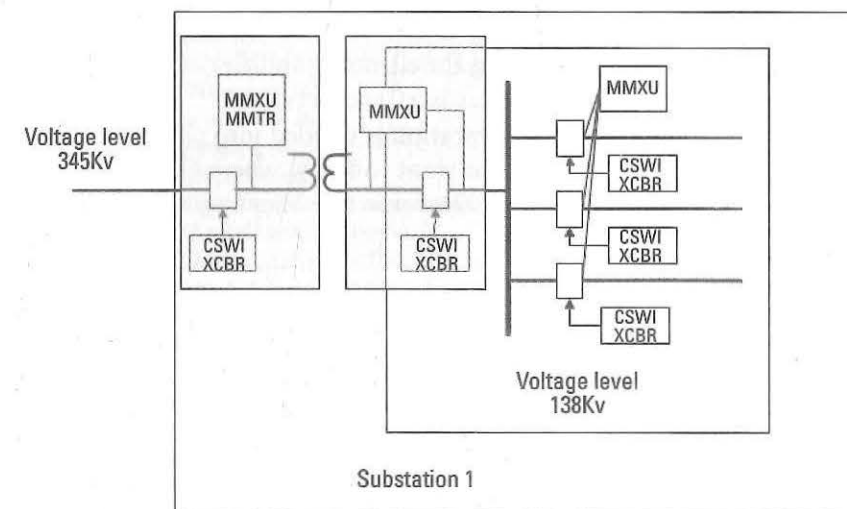 MMXU
MMTR
MMXU
MMXU
Voltage level
345Kv
CSWI
XCBR
CSWI
XCBR
CSWI
XCBR
CSWI
XCBR
CSWI
XCBR
Voltage level
138Kv
Substation 1